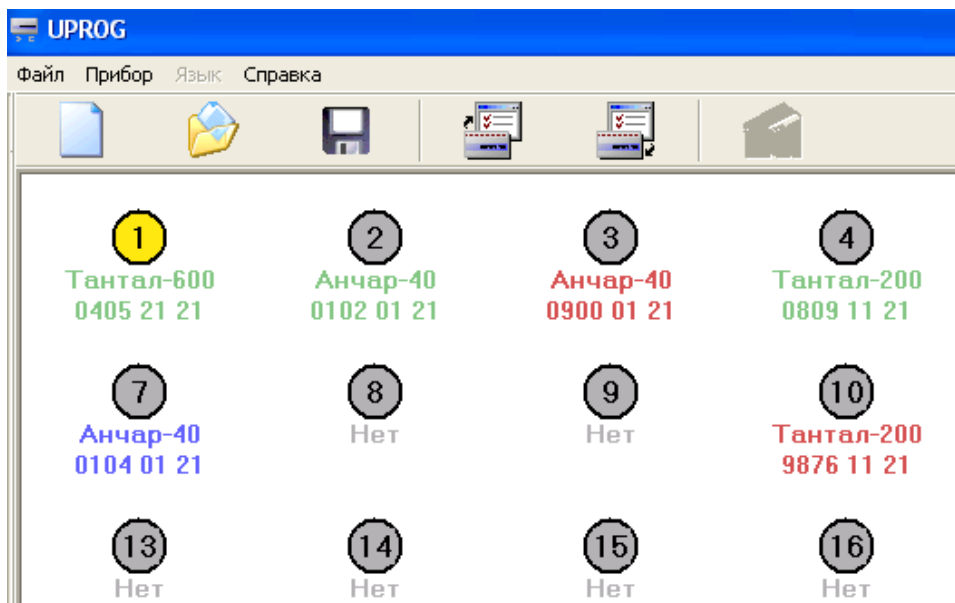 UPROG
Файл Прибор Язык Справка
1 2 3 4
Тантал-600 Анчар-40 Анчар-40 Тантал-200
0405 21 21 0102 01 21 0900 01 21 0809 11 21
7 8 9 10
Анчар-40 Нет Нет Тантал-200
0104 01 21 9876 11 21
13 14 15 16
Нет Нет Нет Нет